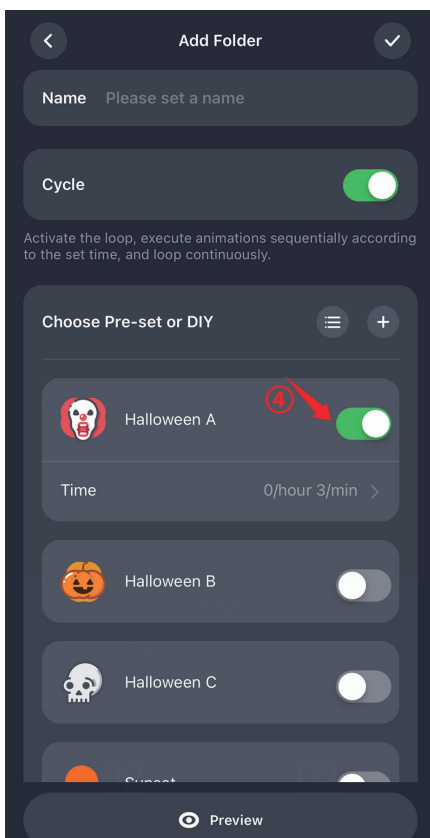 Add Folder
Name Please set a name
Cycle
Activate the loop, execute animations sequentially according
to the set time, and loop continuously.
Choose Pre-set or DIY
④
Halloween A
Time 0/hour 3/min >
Halloween B
Halloween C
Sunset
Preview